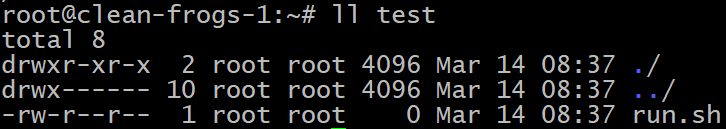 root@clean-frogs-1:~# ll test
total 8
drwxr-xr-x  2 root root 4096 Mar 14 08:37 ./
drwx------ 10 root root 4096 Mar 14 08:37 ../
-rw-r--r--  1 root root    0 Mar 14 08:37 run.sh